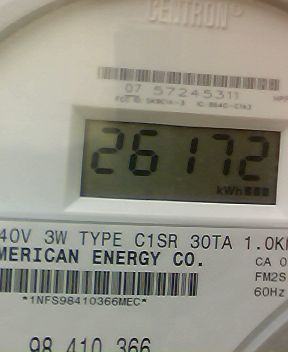 CENTRON®
07 57245311
26172
kWh
40V 3W TYPE C1SR 30TA 1.0K
MERICAN ENERGY CO.
CA 0
FM2S
60Hz
*1NFS98410366MEC*
98 410 366